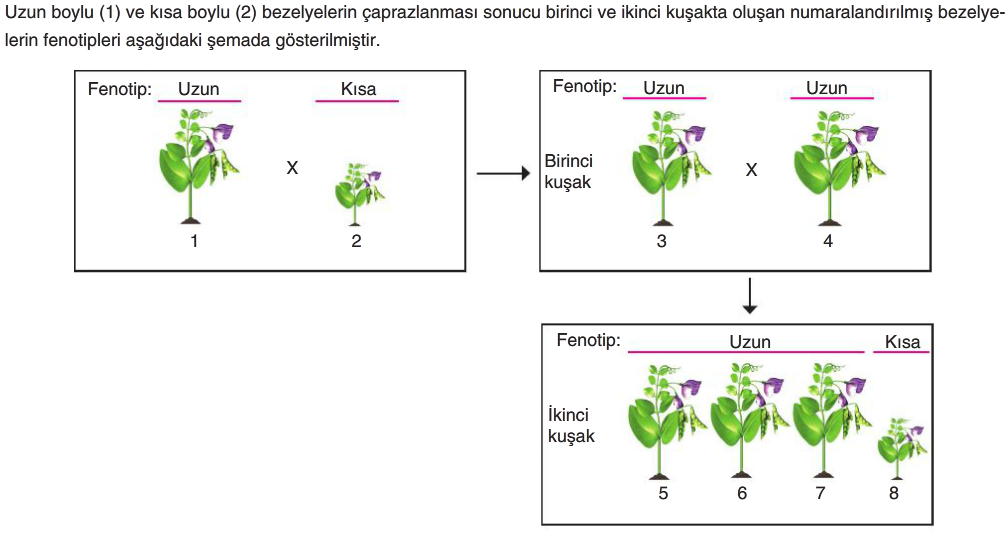 Uzun boylu (1) ve kısa boylu (2) bezelyelerin çaprazlanması sonucu birinci ve ikinci kuşakta oluşan numaralandırılmış bezelye-
lerin fenotipleri aşağıdaki şemada gösterilmiştir.
Fenotip: Uzun Kısa
X
1 2
Fenotip: Uzun Uzun
Birinci
kuşak
X
3 4
Fenotip: Uzun Kısa
İkinci
kuşak
5 6 7 8